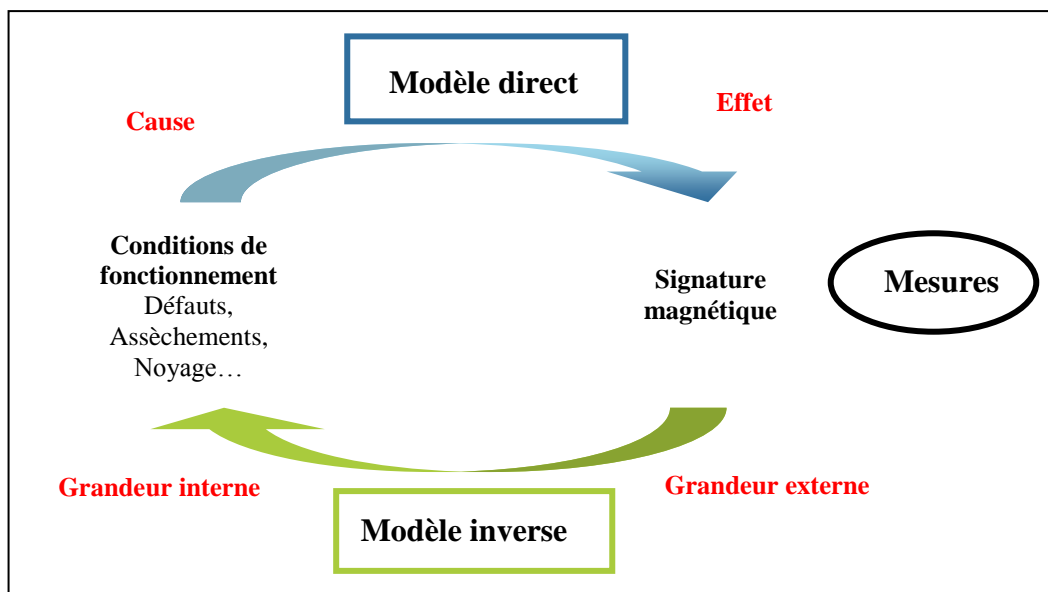 Modèle direct
Cause
Effet
Conditions de
fonctionnement
Défauts,
Assèchements,
Noyage…
Signature
magnétique
Mesures
Grandeur interne
Grandeur externe
Modèle inverse